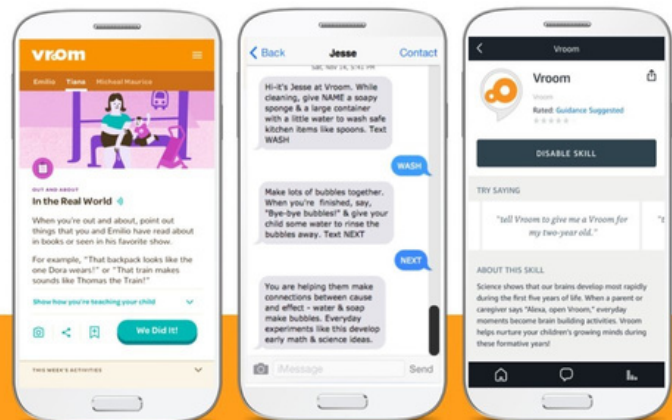 vroom
Emilio Tiana Michael Maurice
OUT AND ABOUT
In the Real World
When you're out and about, point out
things that you and Emilio have read about
in books or seen in his favorite show.
For example, "That backpack looks like the
one Dora wears!" or "That train makes
sounds like Thomas the Train!"
Show how you're teaching your child
We Did It!
THIS WEEK'S ACTIVITIES
Back Jesse Contact
Sat, Nov 14, 5:41 PM
Hi-it's Jesse at Vroom. While
cleaning, give NAME a soapy
sponge & a large container
with a little water to wash safe
kitchen items like spoons. Text
WASH
WASH
Make lots of bubbles together.
When you're finished, say,
"Bye-bye bubbles!" & give your
child some water to rinse the
bubbles away. Text NEXT
NEXT
You are helping them make
connections between cause
and effect - water & soap
make bubbles. Everyday
experiments like this develop
early math & science ideas.
iMessage Send
Vroom
Vroom
Vroom
Rated: Guidance Suggested
DISABLE SKILL
TRY SAYING
"tell Vroom to give me a Vroom for
my two-year old."
ABOUT THIS SKILL
Science shows that our brains develop most rapidly
during the first five years of life. When a parent or
caregiver says "Alexa, open Vroom," everyday
moments become brain building activities. Vroom
helps nurture your children's growing minds during
these formative years!